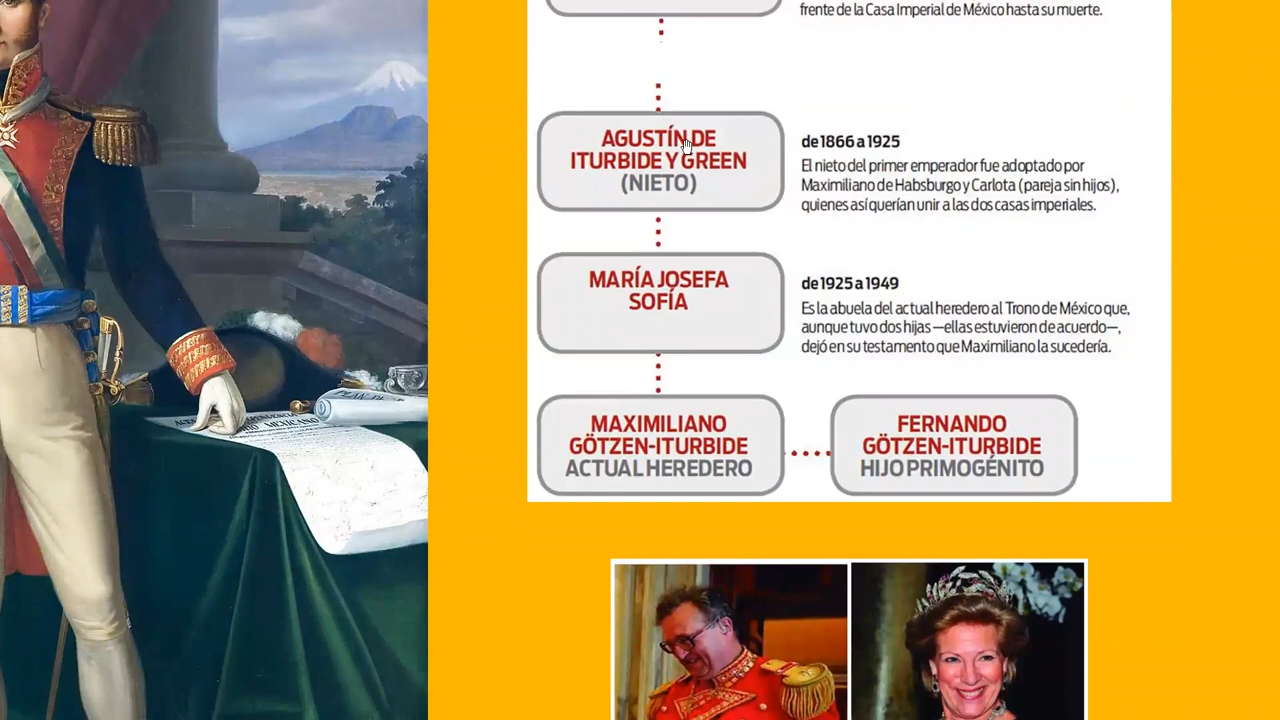 frente de la Casa Imperial de México hasta su muerte.
AGUSTÍN DE
ITURBIDE Y GREEN
(NIETO)
de 1866 a 1925
El nieto del primer emperador fue adoptado por
Maximiliano de Habsburgo y Carlota (pareja sin hijos),
quienes así querían unir a las dos casas imperiales.
MARÍA JOSEFA
SOFÍA
de 1925 a 1949
Es la abuela del actual heredero al Trono de México que,
aunque tuvo dos hijas —ellas estuvieron de acuerdo—,
dejó en su testamento que Maximiliano la sucedería.
MAXIMILIANO
GÖTZEN-ITURBIDE
ACTUAL HEREDERO
FERNANDO
GÖTZEN-ITURBIDE
HIJO PRIMOGÉNITO